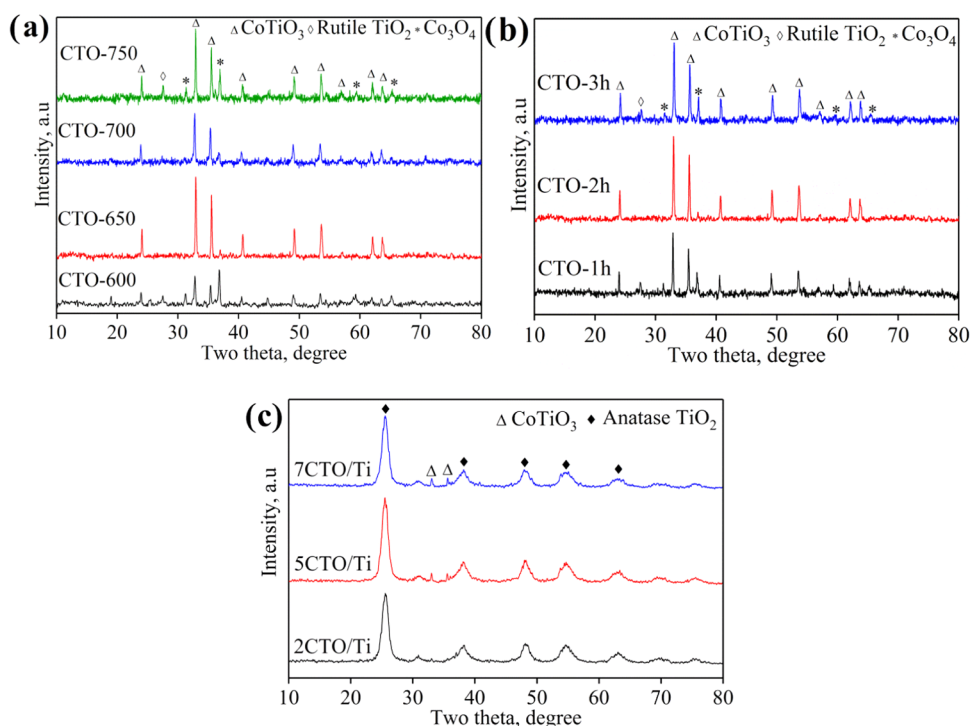 (a)
△ CoTiO₃ ◊ Rutile TiO₂ * Co₃O₄
CTO-750
CTO-700
CTO-650
CTO-600
Intensity, a.u
10 20 30 40 50 60 70 80
Two theta, degree
(b)
△ CoTiO₃ ◊ Rutile TiO₂ * Co₃O₄
CTO-3h
CTO-2h
CTO-1h
Intensity, a.u
10 20 30 40 50 60 70 80
Two theta, degree
(c)
△ CoTiO₃ ♦ Anatase TiO₂
7CTO/Ti
5CTO/Ti
2CTO/Ti
Intensity, a.u
10 20 30 40 50 60 70 80
Two theta, degree